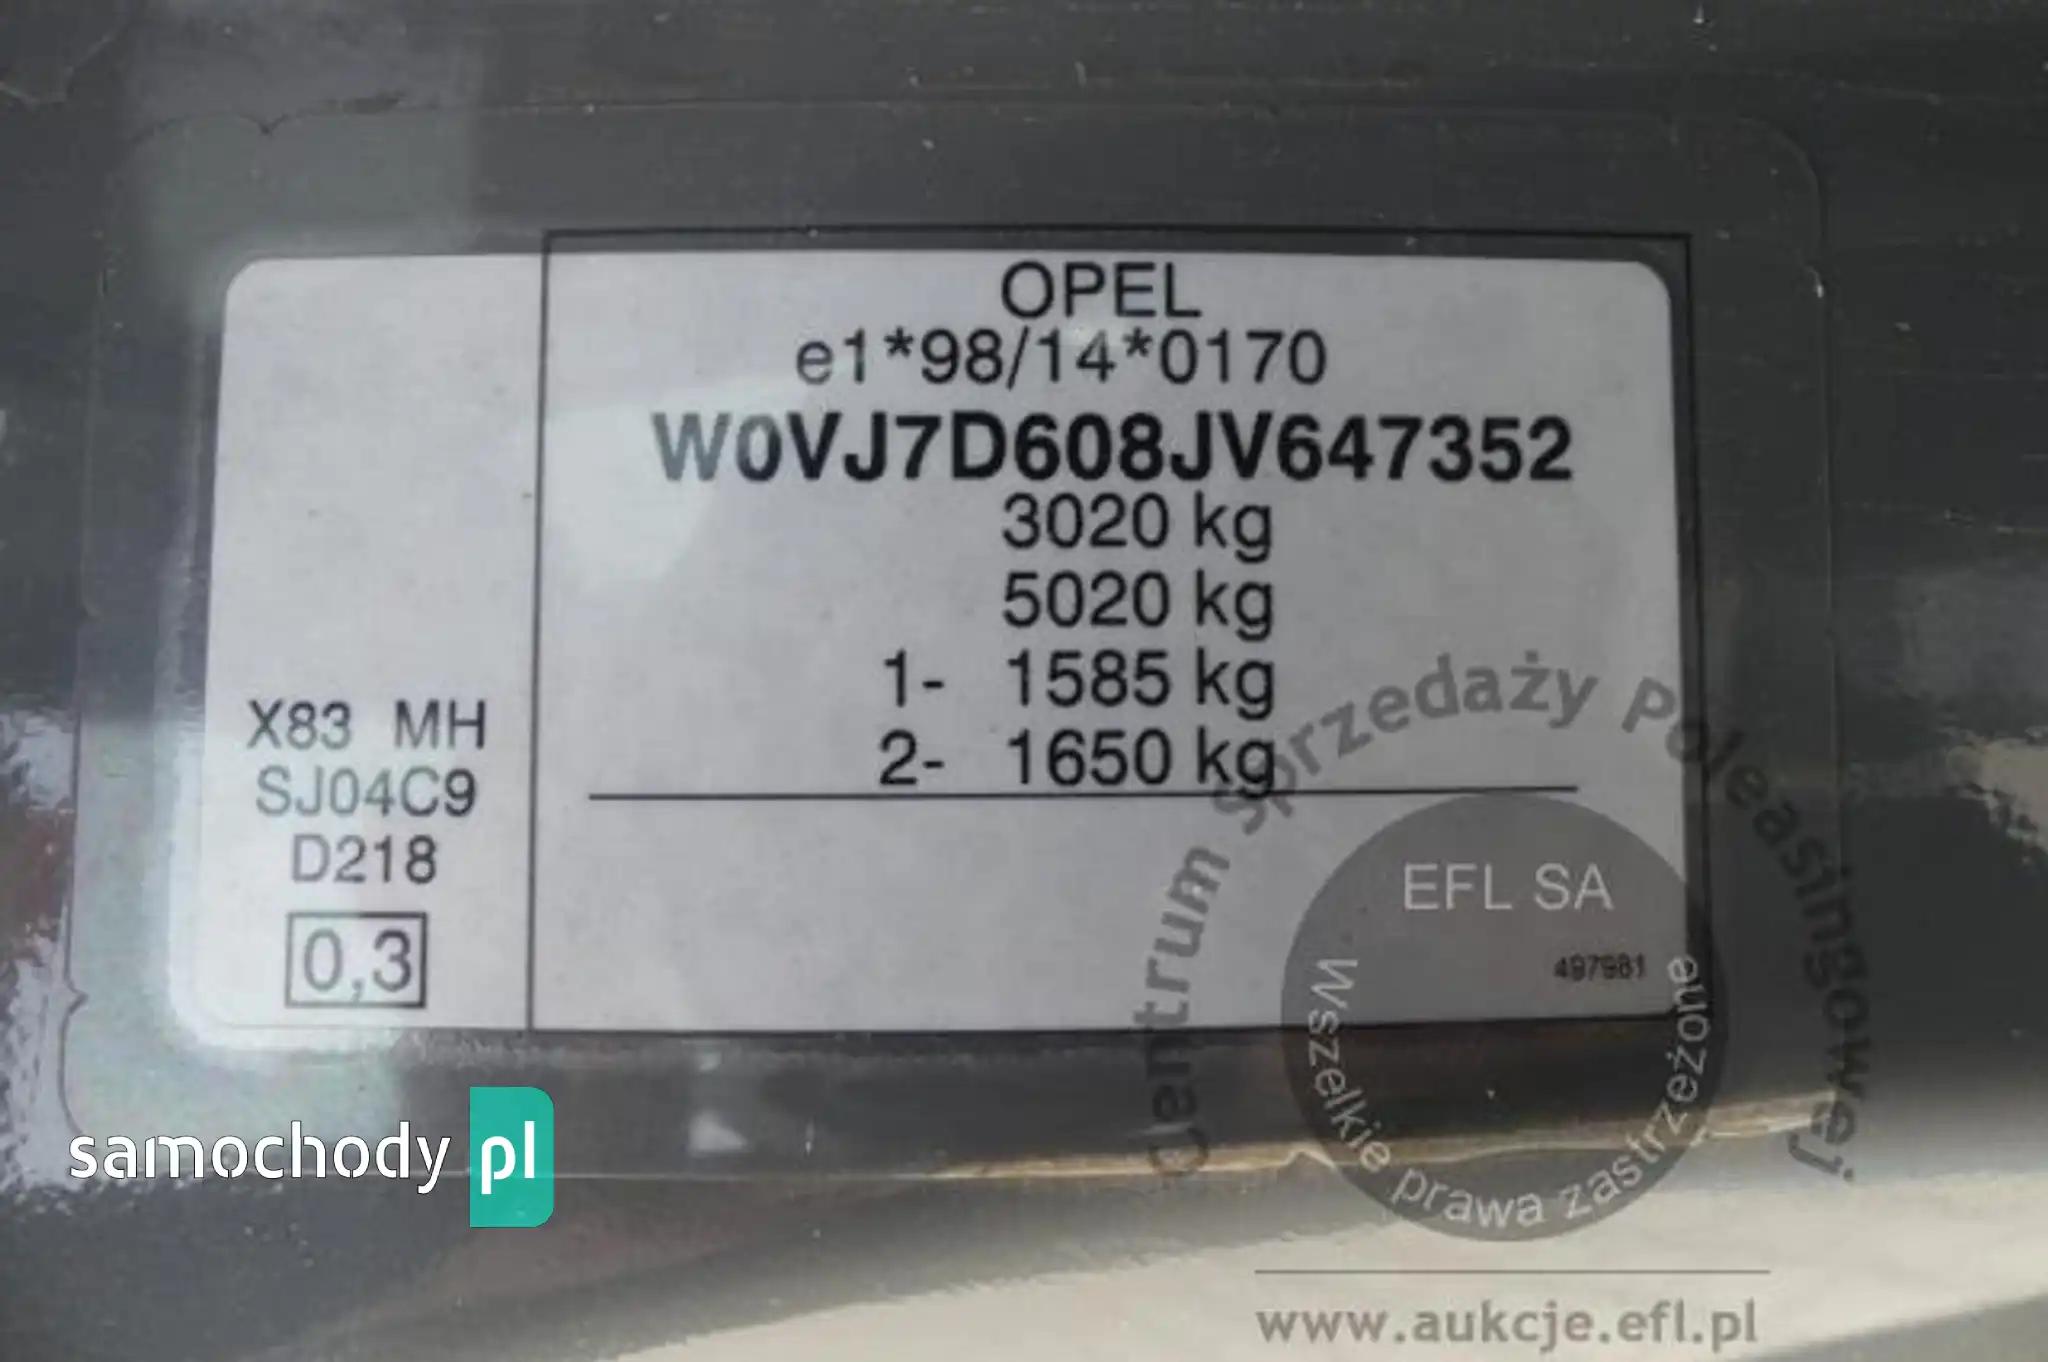 OPEL
e1*98/14*0170
W0VJ7D608JV647352
3020 kg
5020 kg
1- 1585 kg
2- 1650 kg
X83 MH
SJ04C9
D218
0,3
497981
samochody pl
Centrum Sprzedaży Poleasingowej
EFL SA
Wszelkie prawa zastrzeżone
www.aukcje.efl.pl